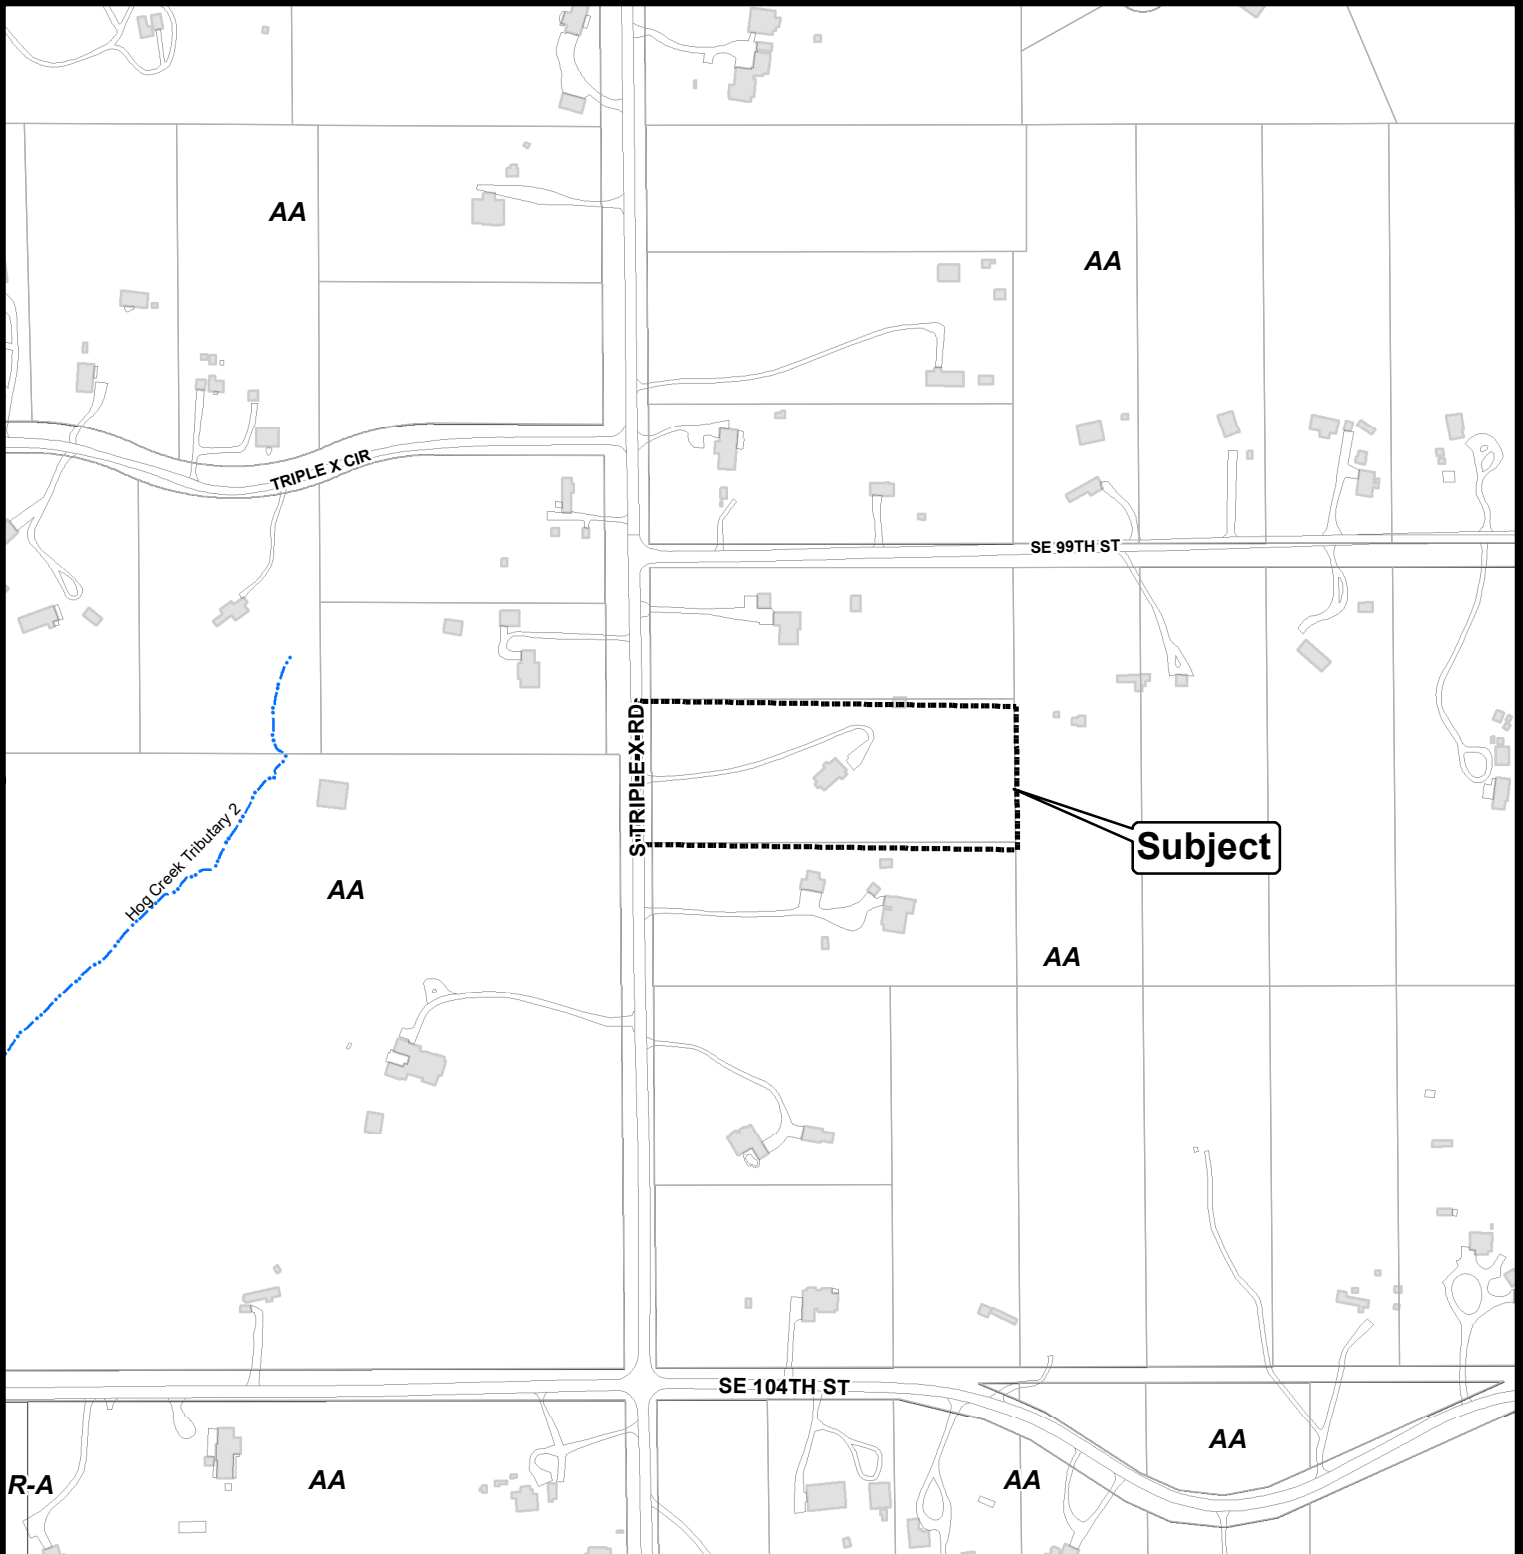 AA
AA
TRIPLE X CIR
SE 99TH ST
S TRIPLE X RD
Hog Creek Tributary 2
Subject
AA
AA
SE 104TH ST
AA
R-A
AA
AA